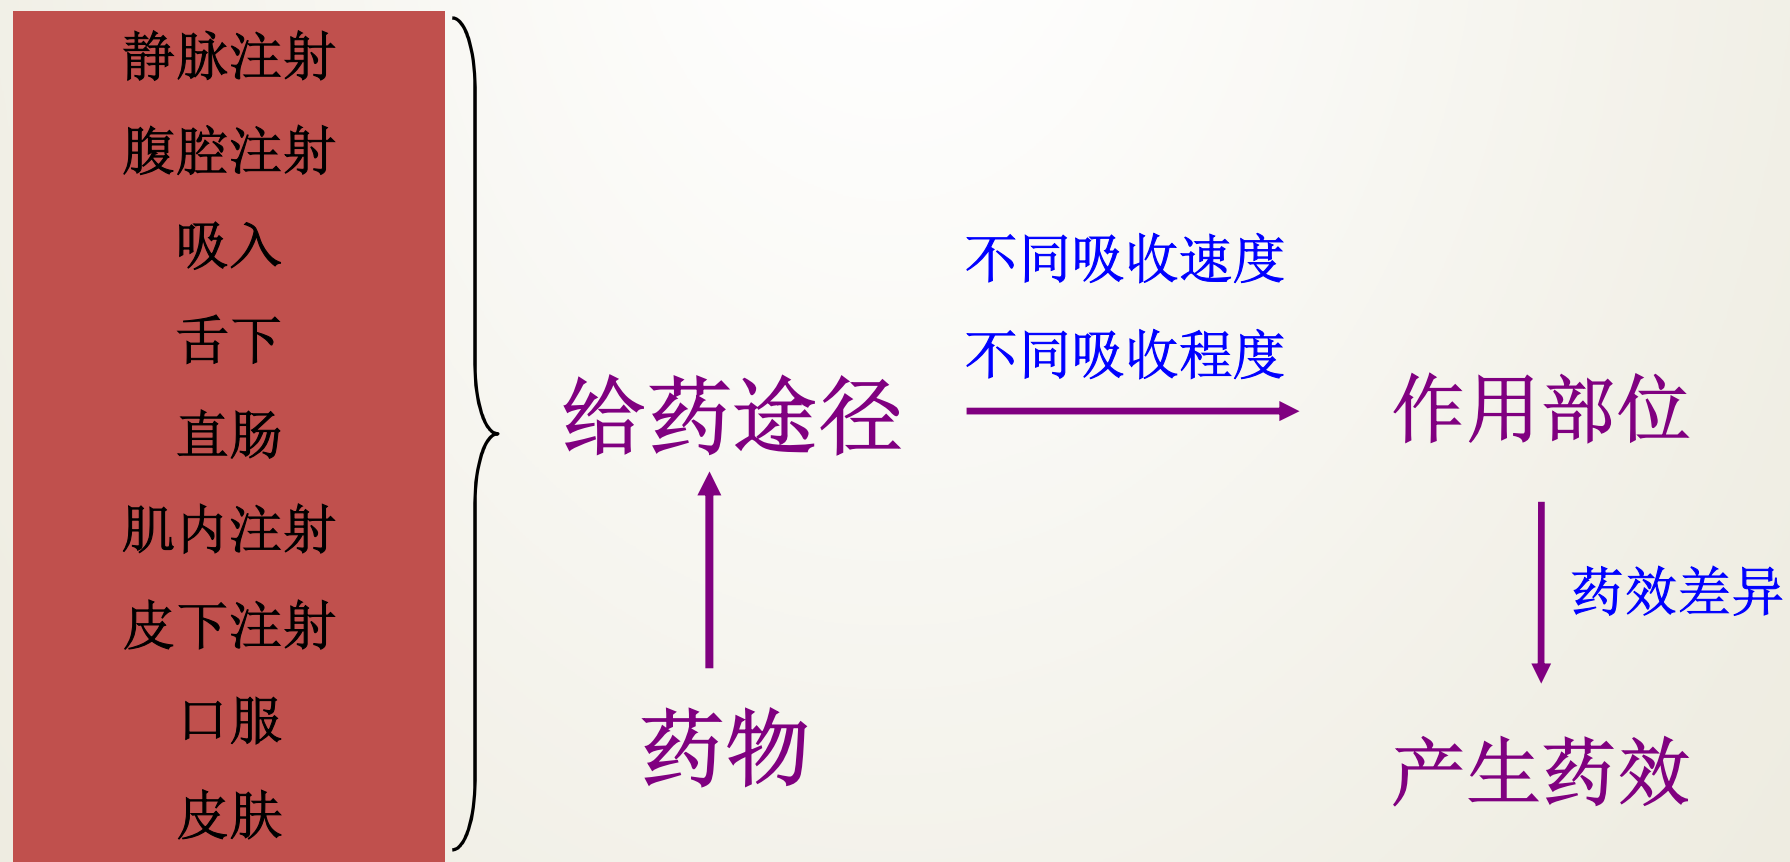 静脉注射
腹腔注射
吸入
舌下
直肠
肌内注射
皮下注射
口服
皮肤
给药途径
药物
不同吸收速度
不同吸收程度
作用部位
药效差异
产生药效